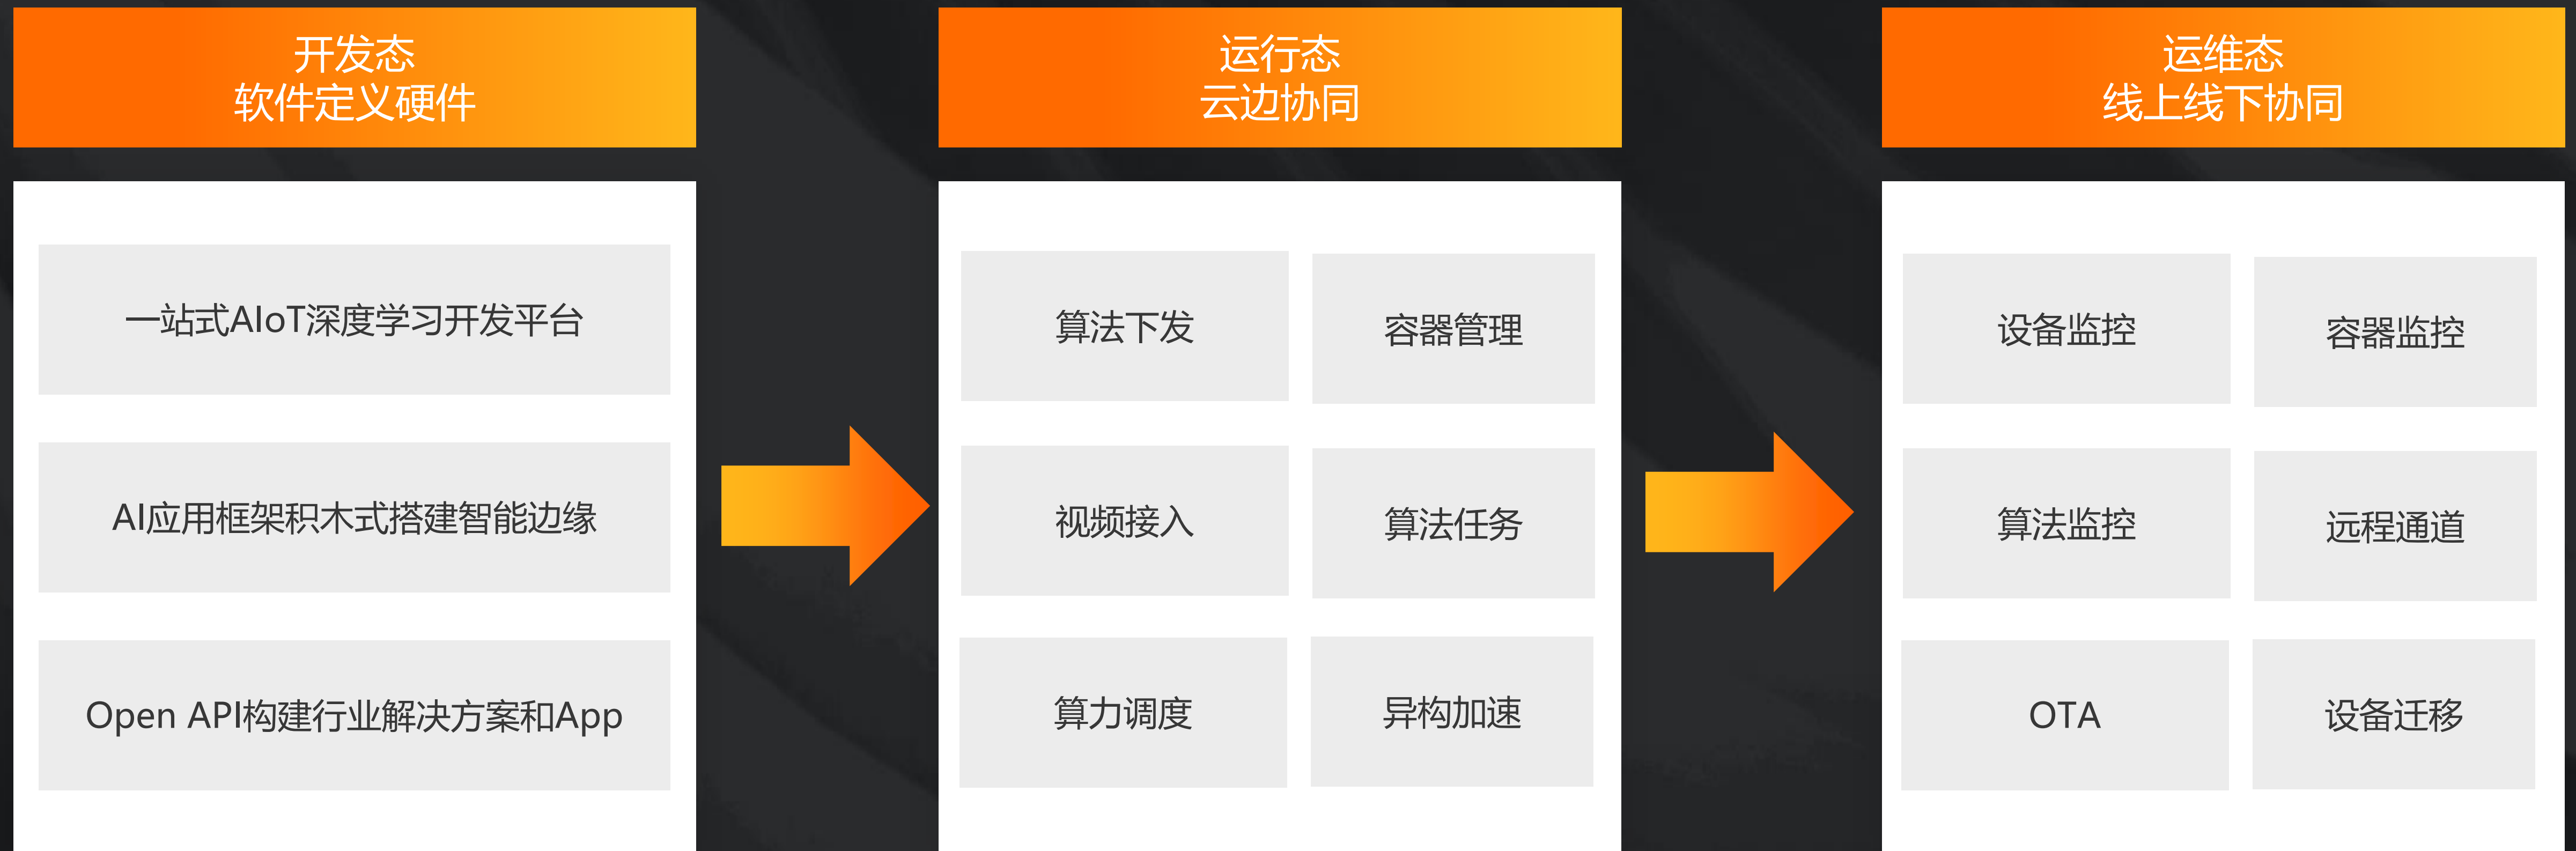 开发态
软件定义硬件
一站式AIoT深度学习开发平台
AI应用框架积木式搭建智能边缘
Open API构建行业解决方案和App
运行态
云边协同
算法下发
容器管理
视频接入
算法任务
算力调度
异构加速
运维态
线上线下协同
设备监控
容器监控
算法监控
远程通道
OTA
设备迁移